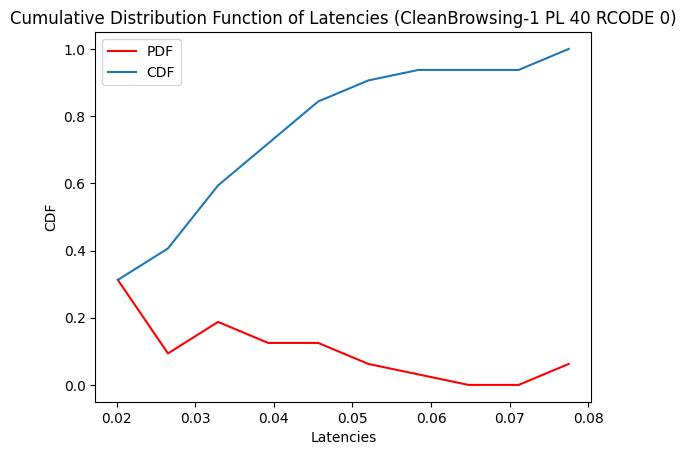 Cumulative Distribution Function of Latencies (CleanBrowsing-1 PL 40 RCODE 0)
PDF
CDF
CDF
1.0
0.8
0.6
0.4
0.2
0.0
0.02 0.03 0.04 0.05 0.06 0.07 0.08
Latencies